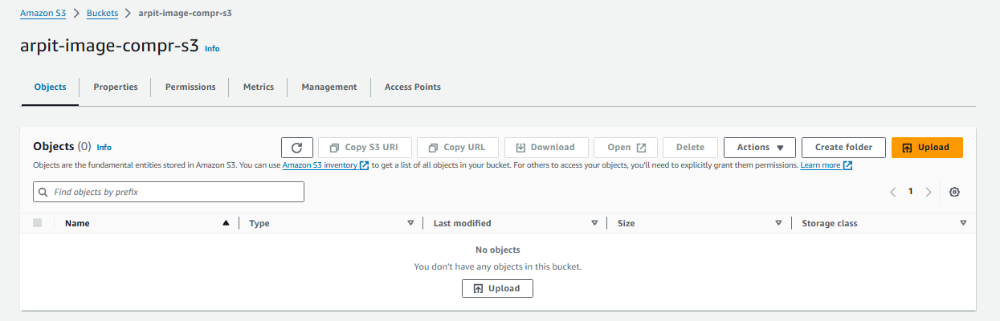 Amazon S3 > Buckets > arpit-image-compr-s3
arpit-image-compr-s3 Info
Objects Properties Permissions Metrics Management Access Points
Objects (0) Info Copy S3 URI Copy URL Download Open Delete Actions Create folder Upload
Objects are the fundamental entities stored in Amazon S3. You can use Amazon S3 inventory to get a list of all objects in your bucket. For others to access your objects, you'll need to explicitly grant them permissions. Learn more
Find objects by prefix 1
Name Type Last modified Size Storage class
No objects
You don't have any objects in this bucket.
Upload